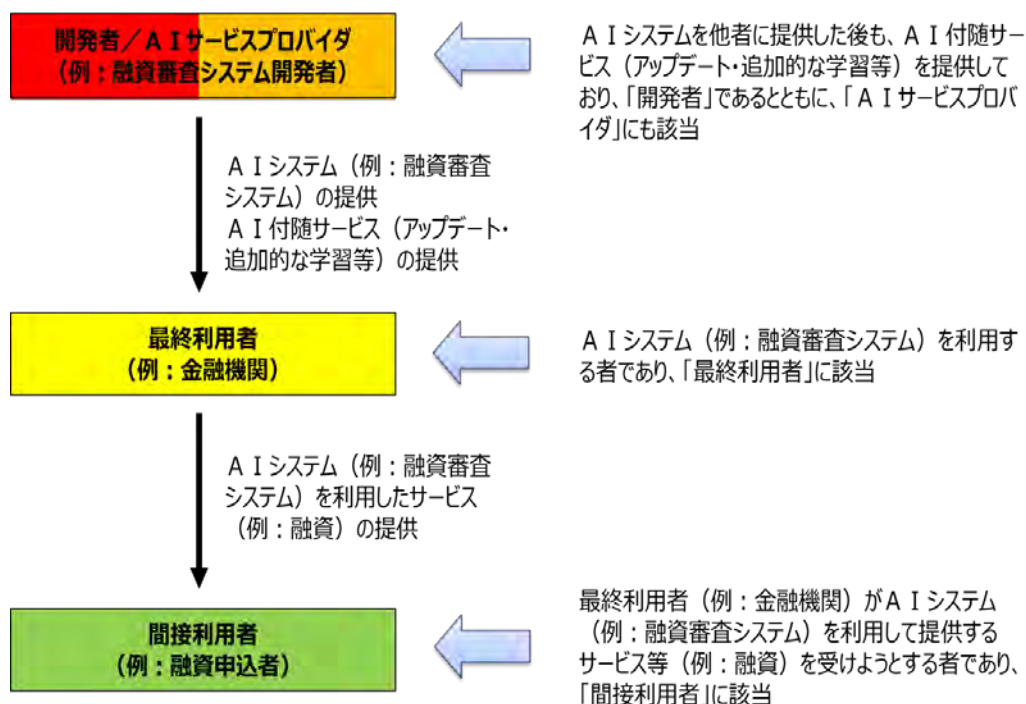 開発者/AIサービスプロバイダ
(例:融資審査システム開発者)
AIシステムを他者に提供した後も、AI付随サー
ビス(アップデート・追加的な学習等)を提供して
おり、「開発者」であるとともに、「AIサービスプロバ
イダ」にも該当
AIシステム(例:融資審査
システム)の提供
AI付随サービス(アップデート・
追加的な学習等)の提供
最終利用者
(例:金融機関)
AIシステム(例:融資審査システム)を利用す
る者であり、「最終利用者」に該当
AIシステム(例:融資審査
システム)を利用したサービス
(例:融資)の提供
間接利用者
(例:融資申込者)
最終利用者(例:金融機関)がAIシステム
(例:融資審査システム)を利用して提供する
サービス等(例:融資)を受けようとする者であり、
「間接利用者」に該当